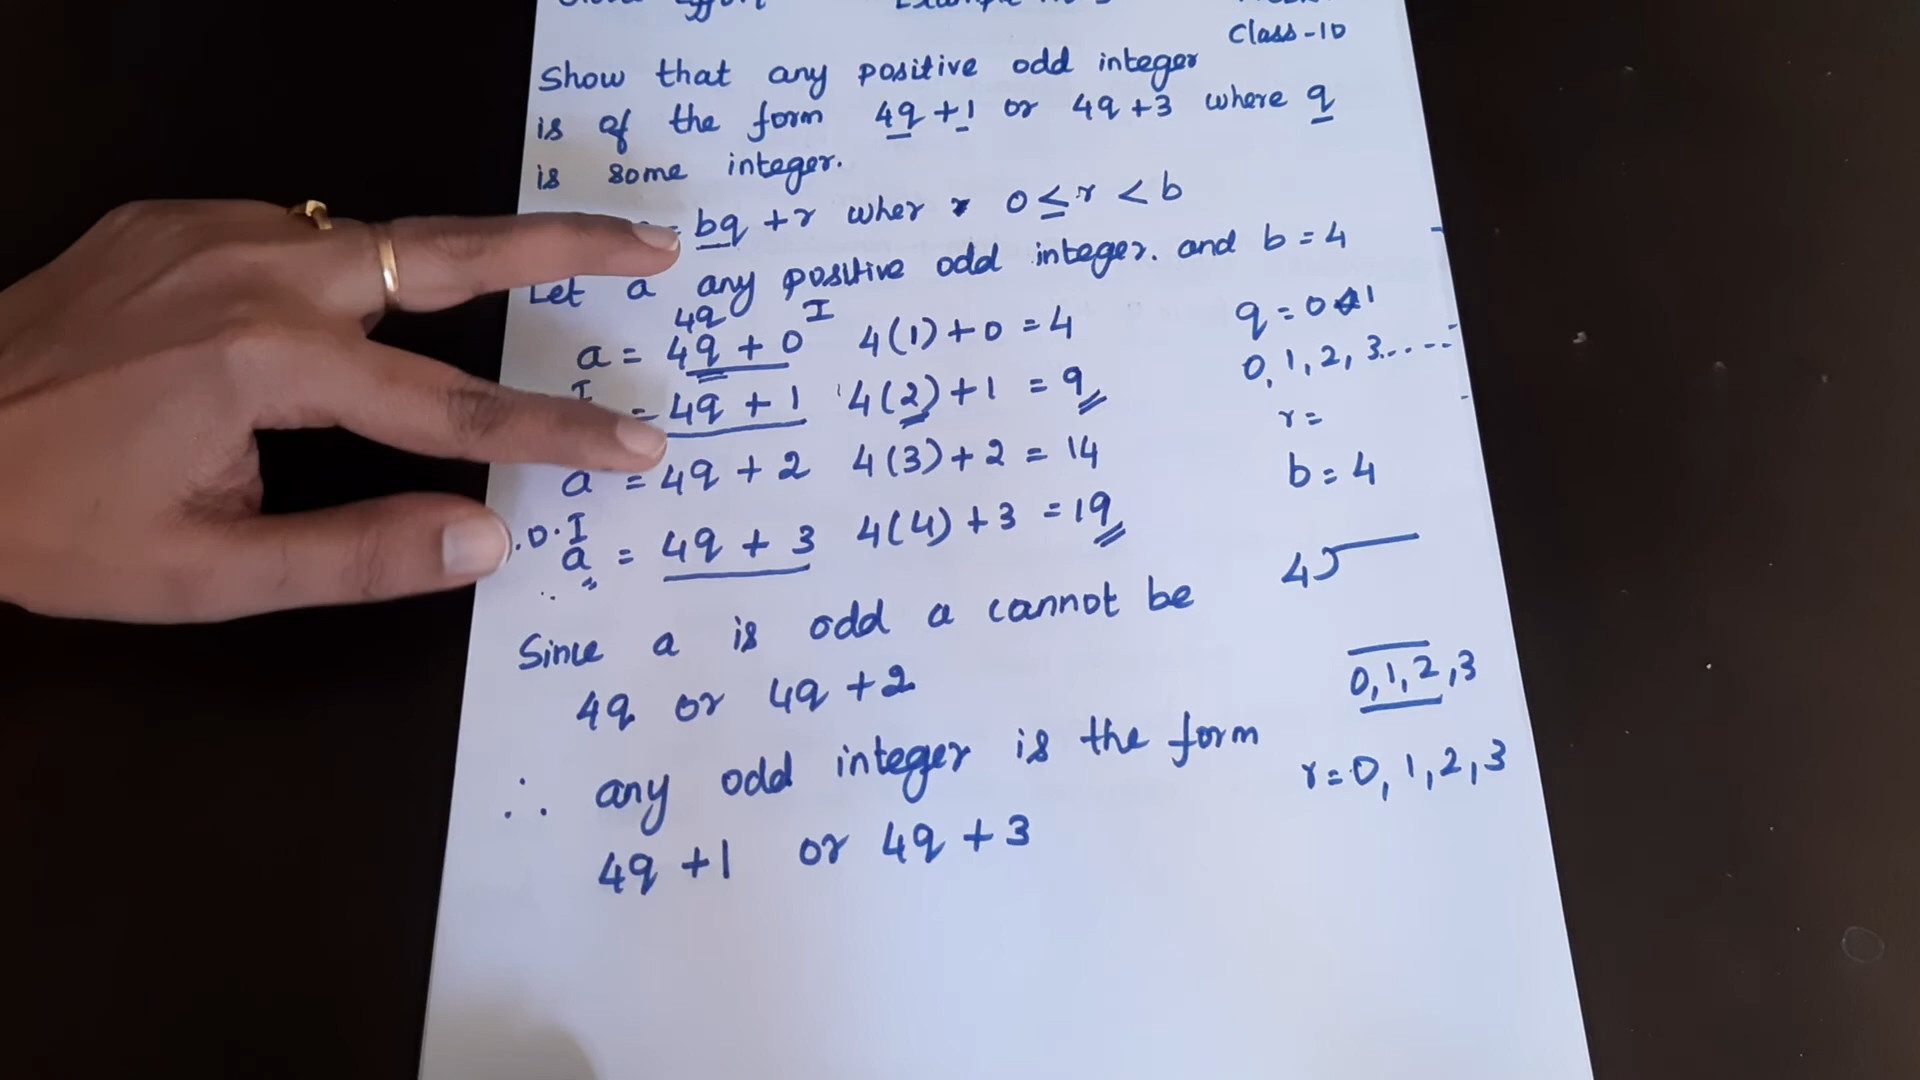 Class-10
Show that any positive odd integer
is of the form 4q+1 or 4q+3 where q
is some integer.
= bq + r wher r 0 ≤ r < b
Let a any positive odd integer. and b = 4
4q I
a = 4q + 0 4(1) + 0 = 4
I
= 4q + 1 4(2) + 1 = 9
a = 4q + 2 4(3) + 2 = 14
.O.I
a = 4q + 3 4(4) + 3 = 19
Since a is odd a cannot be
4q or 4q + 2
∴ any odd integer is the form
4q + 1 or 4q + 3
q = 0 1
0, 1, 2, 3.....
r =
b = 4
4
0, 1, 2, 3
r = 0, 1, 2, 3